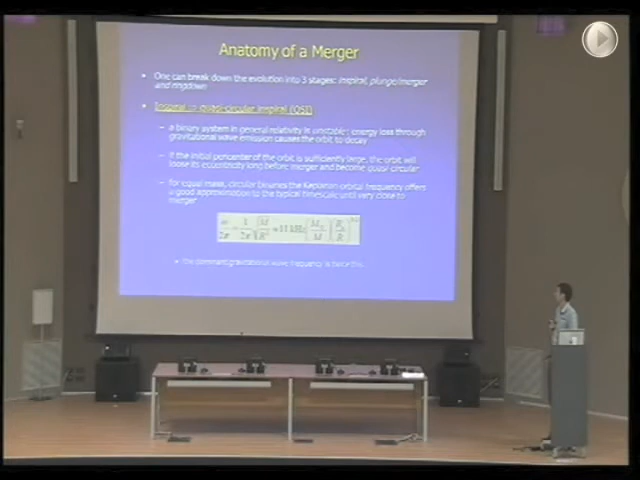 Anatomy of a Merger
One can break down the evolution into 3 stages: inspiral, plunge/merger
and ringdown
Inspiral quasi-circular inspiral (QSI)
a binary system in general relativity is unstable: energy loss through
gravitational wave emission causes the orbit to decay
if the initial pericenter of the orbit is sufficiently large, the orbit will
loose its eccentricity long before merger and become quasi-circular
for equal mass, circular binaries the Keplerian orbital frequency offers
a good approximation to the typical timescale until very close to
merger
the dominant gravitational wave frequency is twice this